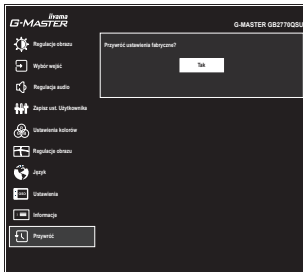 iiyama
G-MASTER
G-MASTER GB2770QSU
Regulacje obrazu
Przywróć ustawienia fabryczne?
Tak
Wybór wejść
Regulacje audio
Zapisz ust. Użytkownika
Ustawienia kolorów
Regulacje obrazu
Język
Ustawienia
Informacje
Przywróć